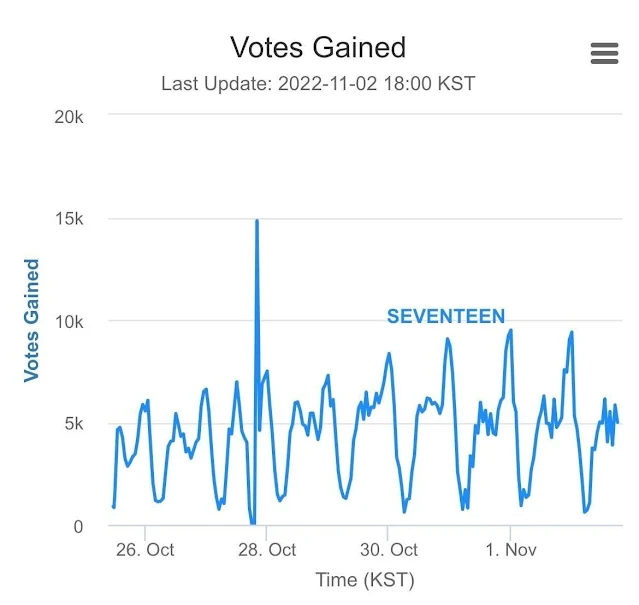 Votes Gained
Last Update: 2022-11-02 18:00 KST
20k
15k
10k
5k
0
Votes Gained
SEVENTEEN
26. Oct
28. Oct
30. Oct
1. Nov
Time (KST)